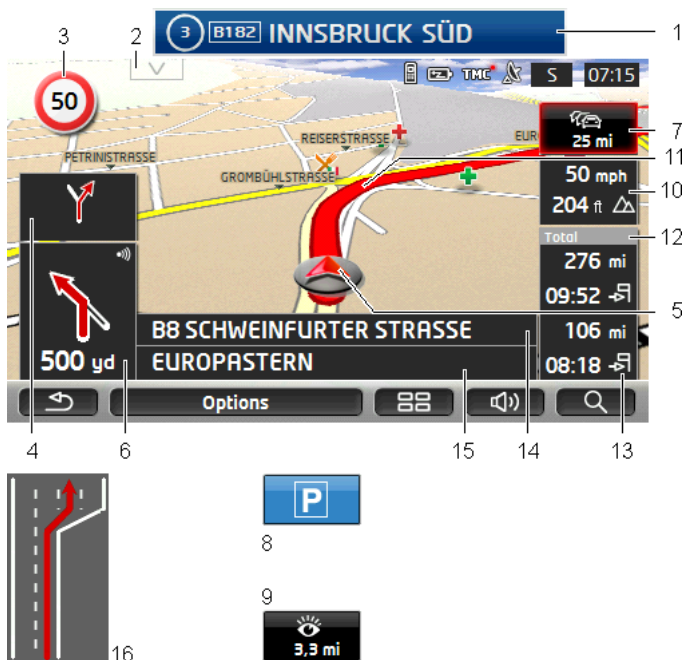 3 B182 INNSBRUCK SÜD
1
3
2
TMC S 07:15
50
7
25 mi
REISERSTRASSE
EUR
11
PETRINISTRASSE
GROMBÜHLSTRASSE
50 mph
10
204 ft
Total
12
276 mi
09:52
5
B8 SCHWEINFURTER STRASSE
106 mi
500 yd
EUROPASTERN
08:18
Options
4
6
15
14
13
P
8
9
3,3 mi
16